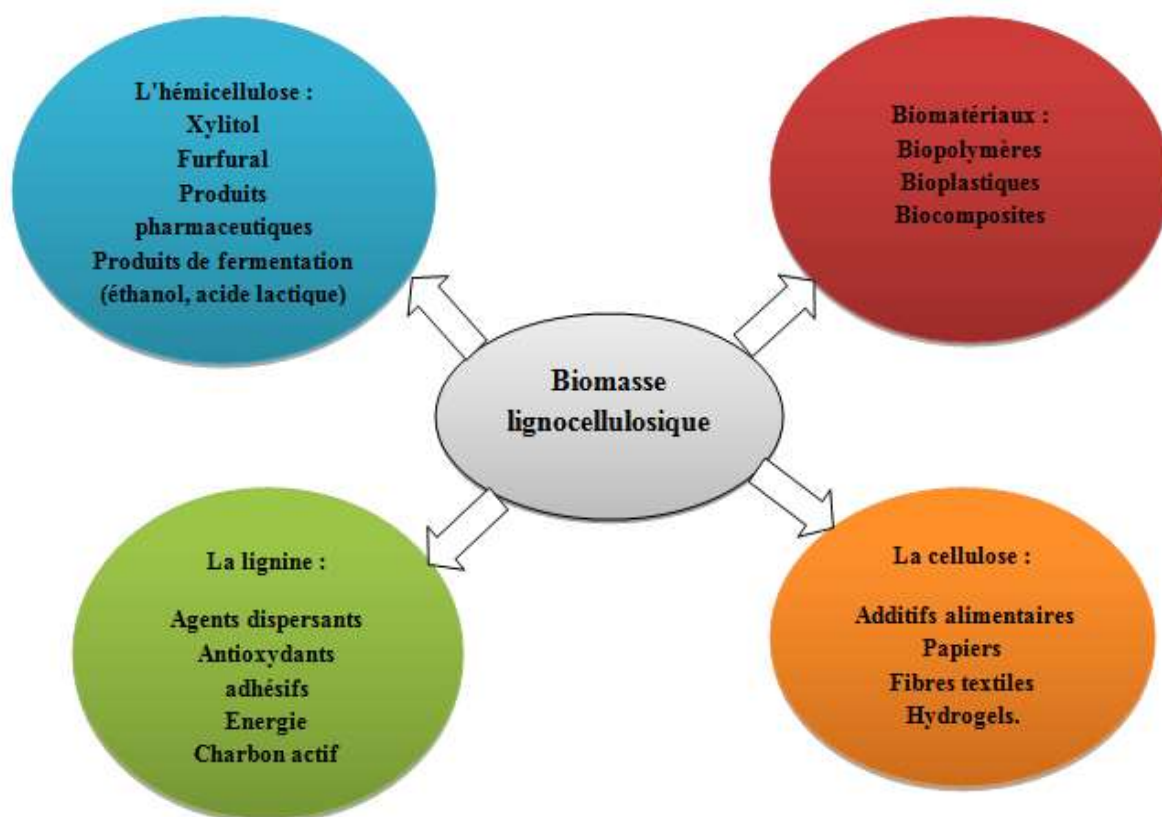 L'hémicellulose :
Xylitol
Furfural
Produits
pharmaceutiques
Produits de fermentation
(éthanol, acide lactique)
Biomatériaux :
Biopolymères
Bioplastiques
Biocomposites
Biomasse
lignocellulosique
La lignine :
Agents dispersants
Antioxydants
adhésifs
Energie
Charbon actif
La cellulose :
Additifs alimentaires
Papiers
Fibres textiles
Hydrogels.